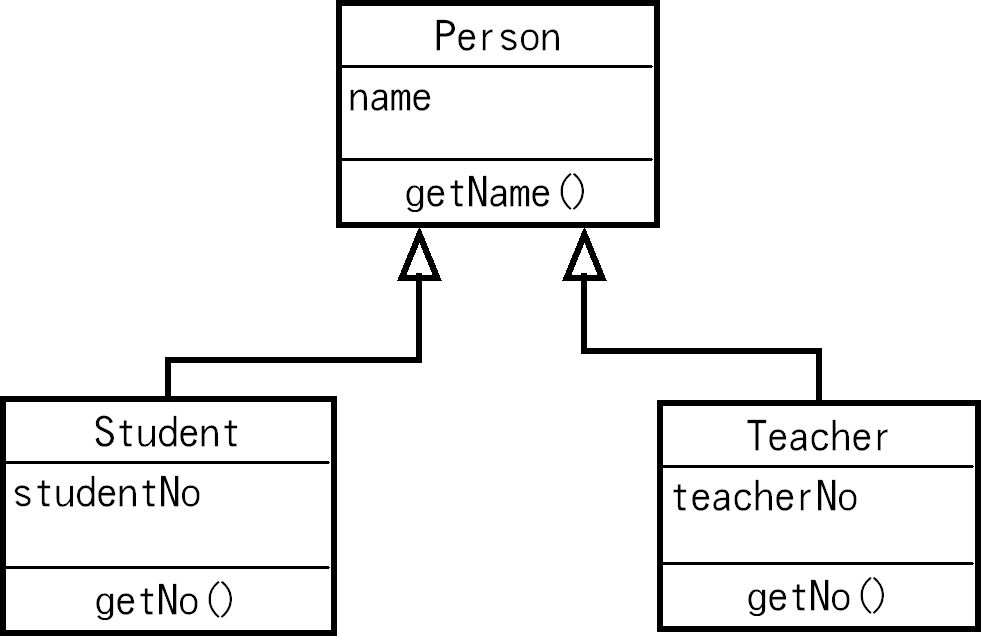 Person
name
getName()
Student
studentNo
getNo()
Teacher
teacherNo
getNo()